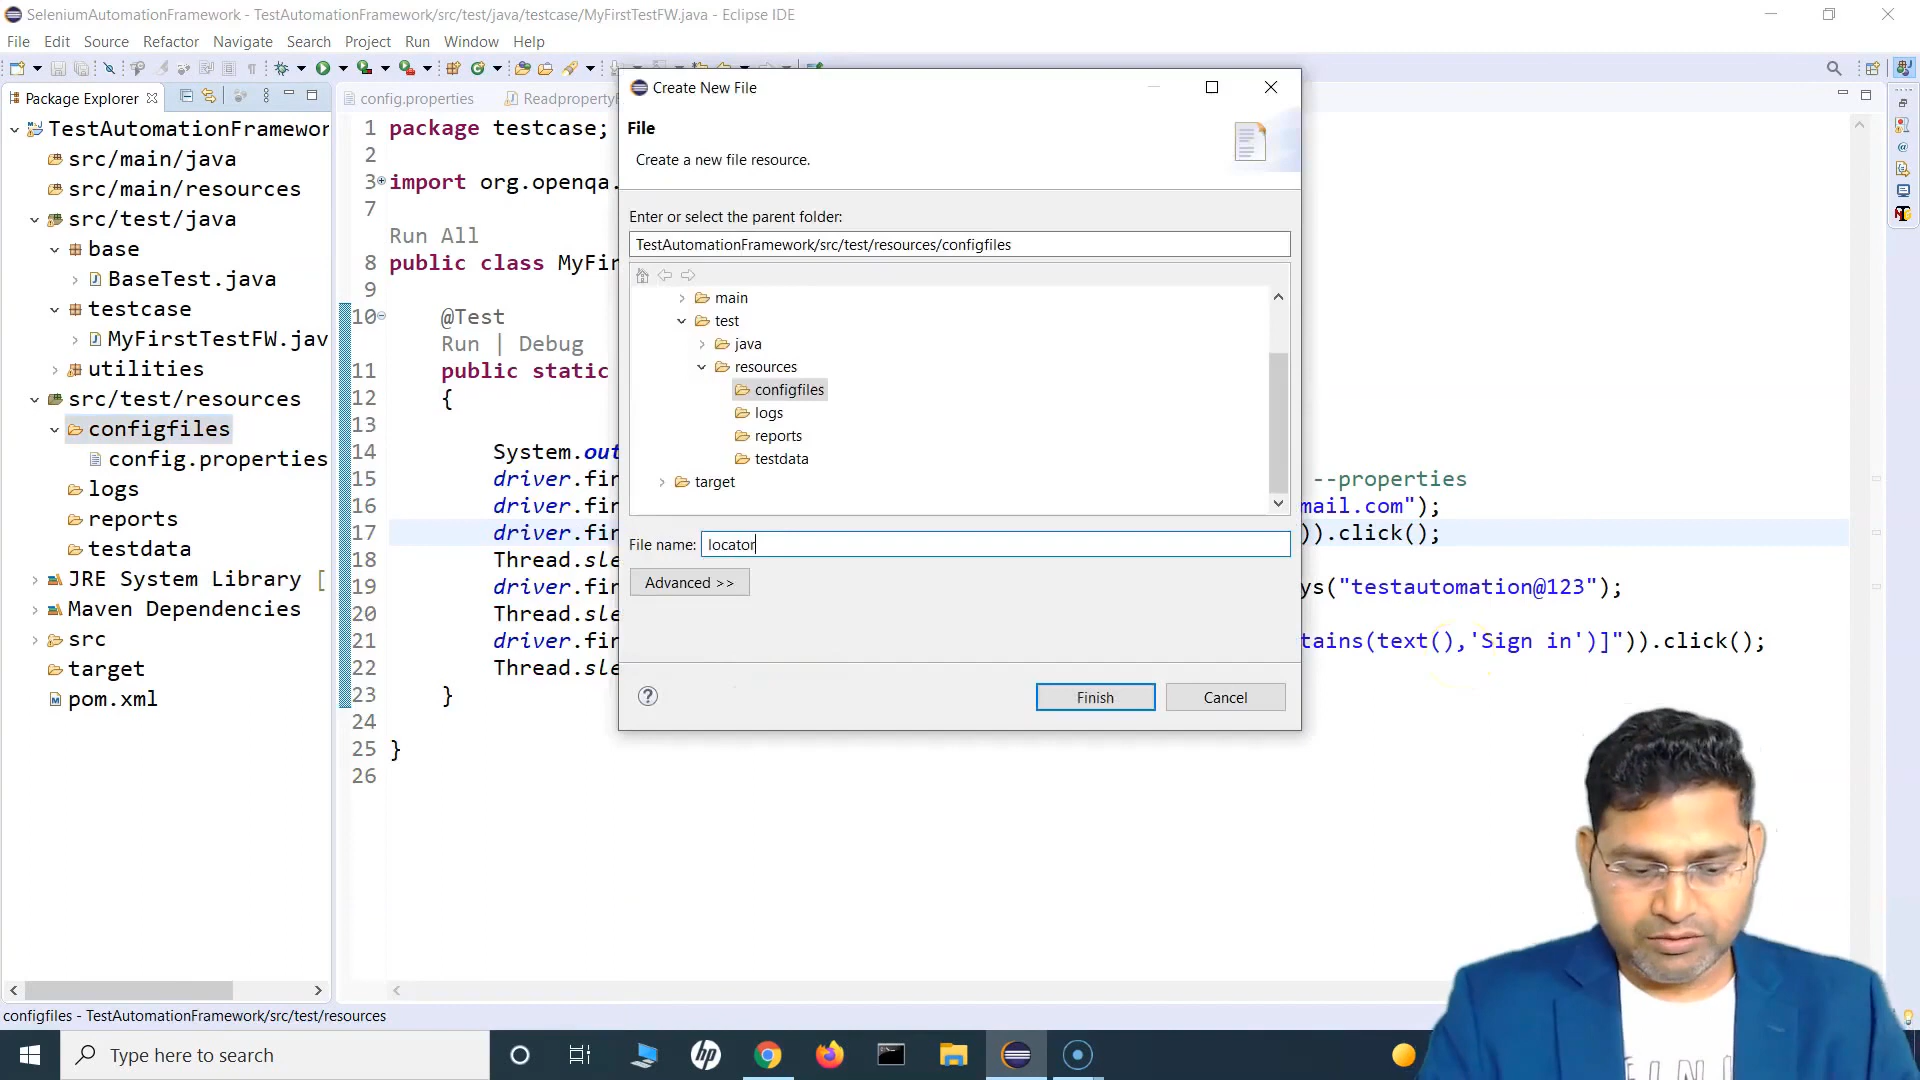 SeleniumAutomationFramework - TestAutomationFramework/src/test/java/testcase/MyFirstTestFW.java - Eclipse IDE
File Edit Source Refactor Navigate Search Project Run Window Help
Package Explorer
config.properties
ReadpropertyF
TestAutomationFramewor
src/main/java
src/main/resources
src/test/java
base
BaseTest.java
testcase
MyFirstTestFW.jav
utilities
src/test/resources
configfiles
config.properties
logs
reports
testdata
JRE System Library [
Maven Dependencies
src
target
pom.xml
1 package testcase;
2
3 import org.openqa.
7
Run All
8 public class MyFir
9
10 @Test
Run | Debug
11 public static
12 {
13
14 System.out
15 driver.fin --properties
16 driver.fin mail.com");
17 driver.fin )).click();
18 Thread.sle
19 driver.fin ys("testautomation@123");
20 Thread.sle
21 driver.fin tains(text(),'Sign in')]")).click();
22 Thread.sle
23 }
24
25 }
26
Create New File
File
Create a new file resource.
Enter or select the parent folder:
TestAutomationFramework/src/test/resources/configfiles
main
test
java
resources
configfiles
logs
reports
testdata
target
File name: locator
Advanced >>
Finish
Cancel
configfiles - TestAutomationFramework/src/test/resources
Type here to search